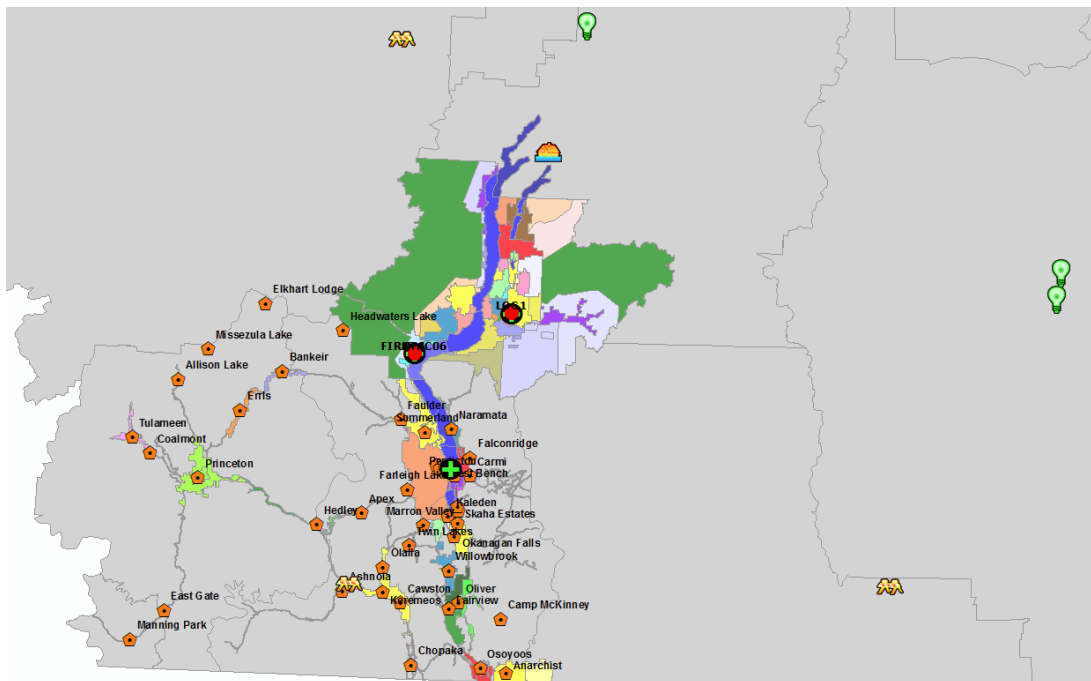 Elkhart Lodge
LOC1
Headwaters Lake
Missezula Lake
Bankeir
Allison Lake
Erris
Faulder
Summerland
Naramata
Tulameen
Coalmont
Falconridge
Princeton
Carmi
Farleigh Lake
Bench
Apex
Hedley
Marron Valley
Kaleden
Skaha Estates
Twin Lakes
Okanagan Falls
Olalla
Willowbrook
Ashnola
Cawston
Oliver
Keremeos
Fairview
East Gate
Camp McKinney
Manning Park
Chopaka
Osoyoos
Anarchist